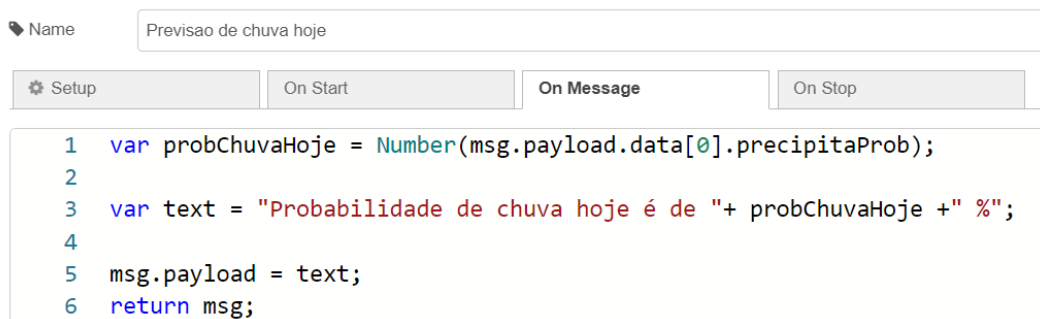 Name
Previsao de chuva hoje
Setup On Start On Message On Stop
1 var probChuvaHoje = Number(msg.payload.data[0].precipitaProb);
2
3 var text = "Probabilidade de chuva hoje é de "+ probChuvaHoje +" %";
4
5 msg.payload = text;
6 return msg;